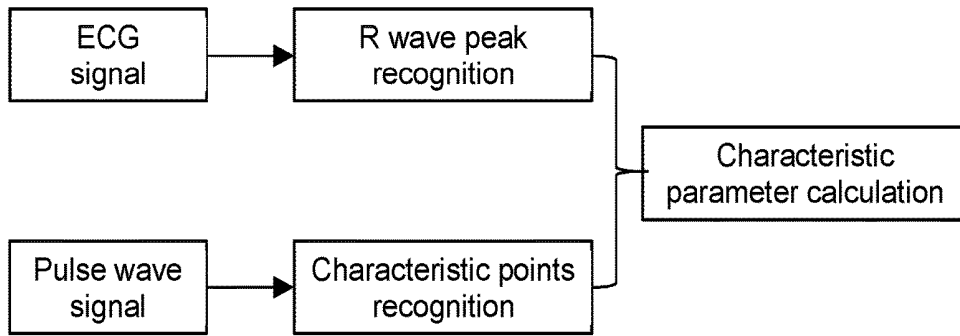 ECG
signal
R wave peak
recognition
Characteristic
parameter calculation
Pulse wave
signal
Characteristic points
recognition